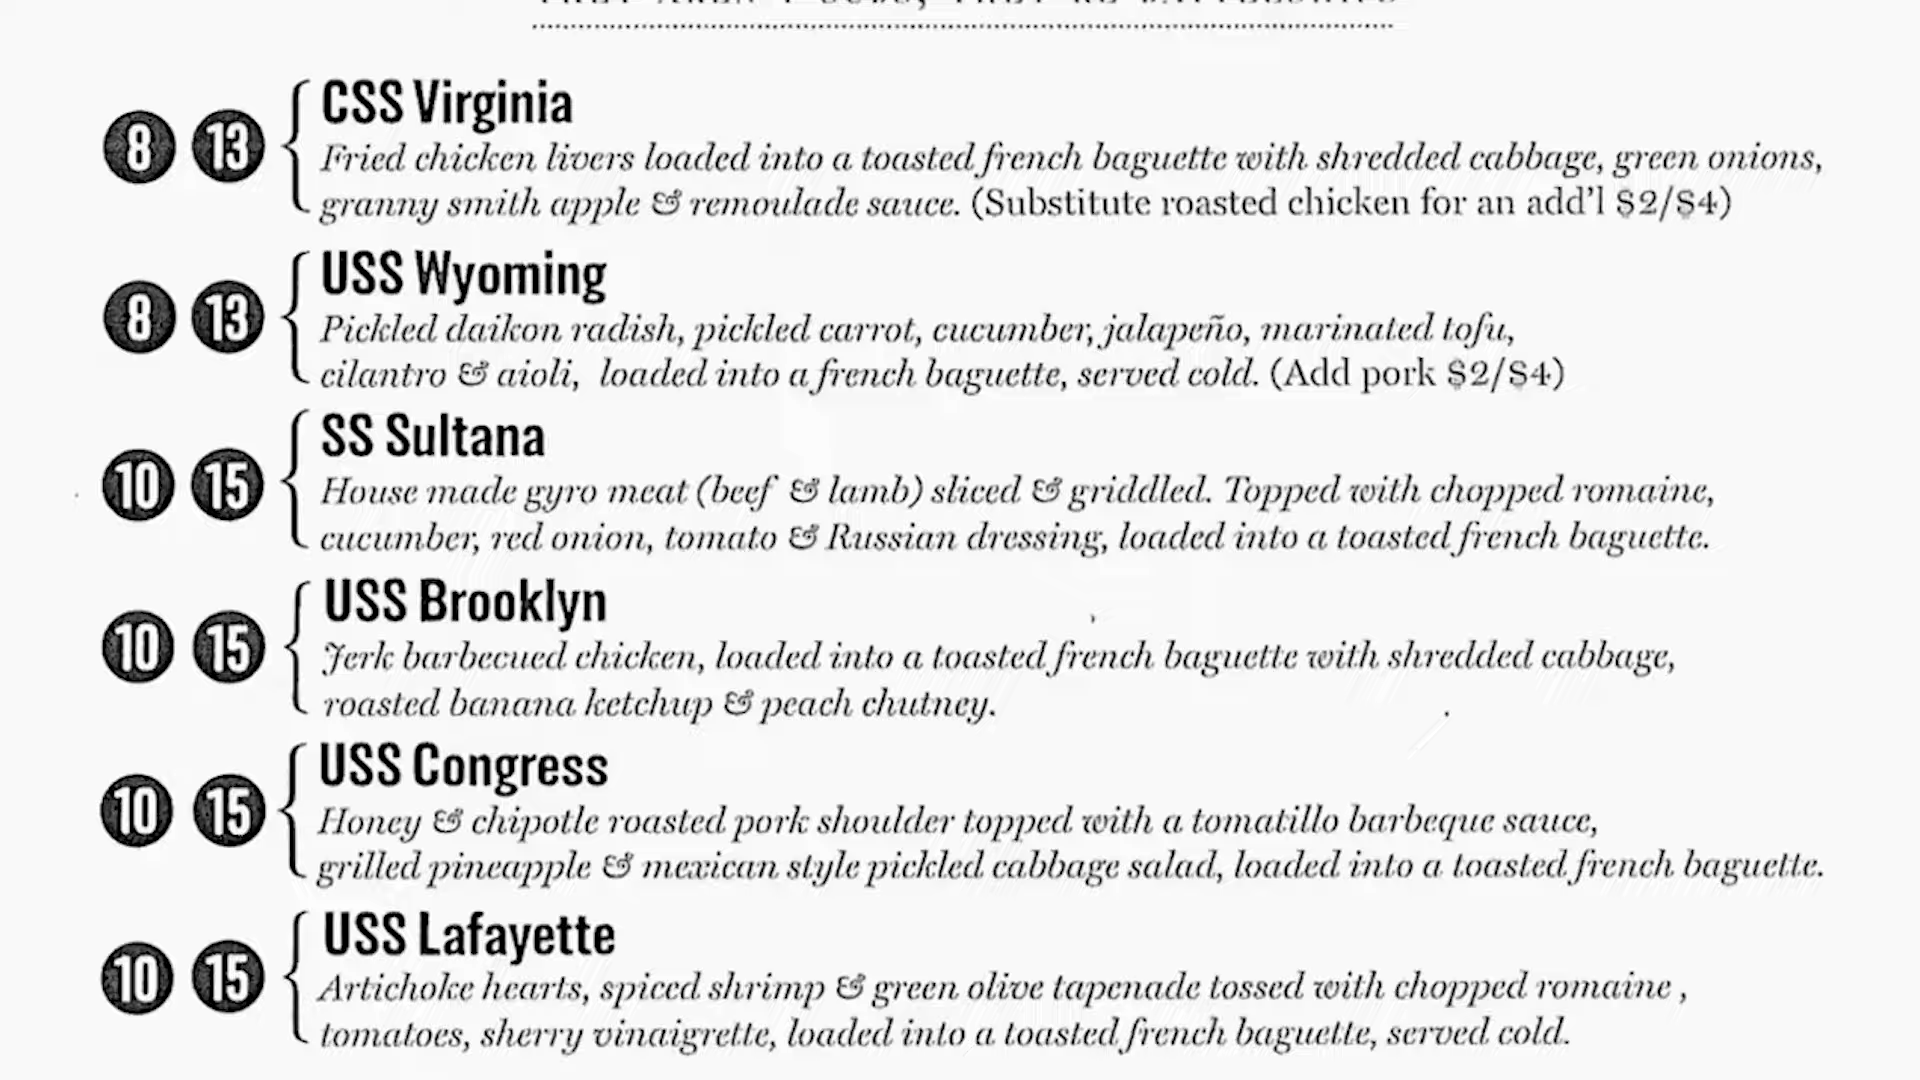 8 13 CSS Virginia
Fried chicken livers loaded into a toasted french baguette with shredded cabbage, green onions,
granny smith apple & remoulade sauce. (Substitute roasted chicken for an add'l $2/$4)
8 13 USS Wyoming
Pickled daikon radish, pickled carrot, cucumber, jalapeño, marinated tofu,
cilantro & aioli, loaded into a french baguette, served cold. (Add pork $2/$4)
10 15 SS Sultana
House made gyro meat (beef & lamb) sliced & griddled. Topped with chopped romaine,
cucumber, red onion, tomato & Russian dressing, loaded into a toasted french baguette.
10 15 USS Brooklyn
Jerk barbecued chicken, loaded into a toasted french baguette with shredded cabbage,
roasted banana ketchup & peach chutney.
10 15 USS Congress
Honey & chipotle roasted pork shoulder topped with a tomatillo barbeque sauce,
grilled pineapple & mexican style pickled cabbage salad, loaded into a toasted french baguette.
10 15 USS Lafayette
Artichoke hearts, spiced shrimp & green olive tapenade tossed with chopped romaine ,
tomatoes, sherry vinaigrette, loaded into a toasted french baguette, served cold.